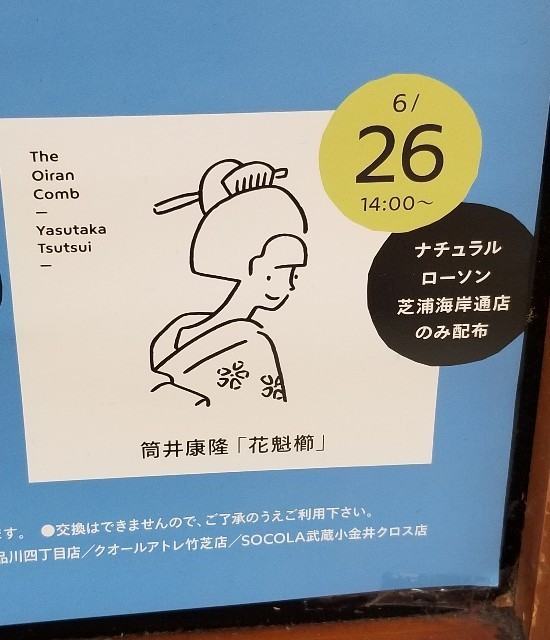 The
Oiran
Comb
—
Yasutaka
Tsutsui
—
6/
26
14:00〜
ナチュラル
ローソン
芝浦海岸通店
のみ配布
筒井康隆「花魁櫛」
ます。 ●交換はできませんので、ご了承のうえご利用下さい。
品川四丁目店／クオールアトレ竹芝店／SOCOLA武蔵小金井クロス店